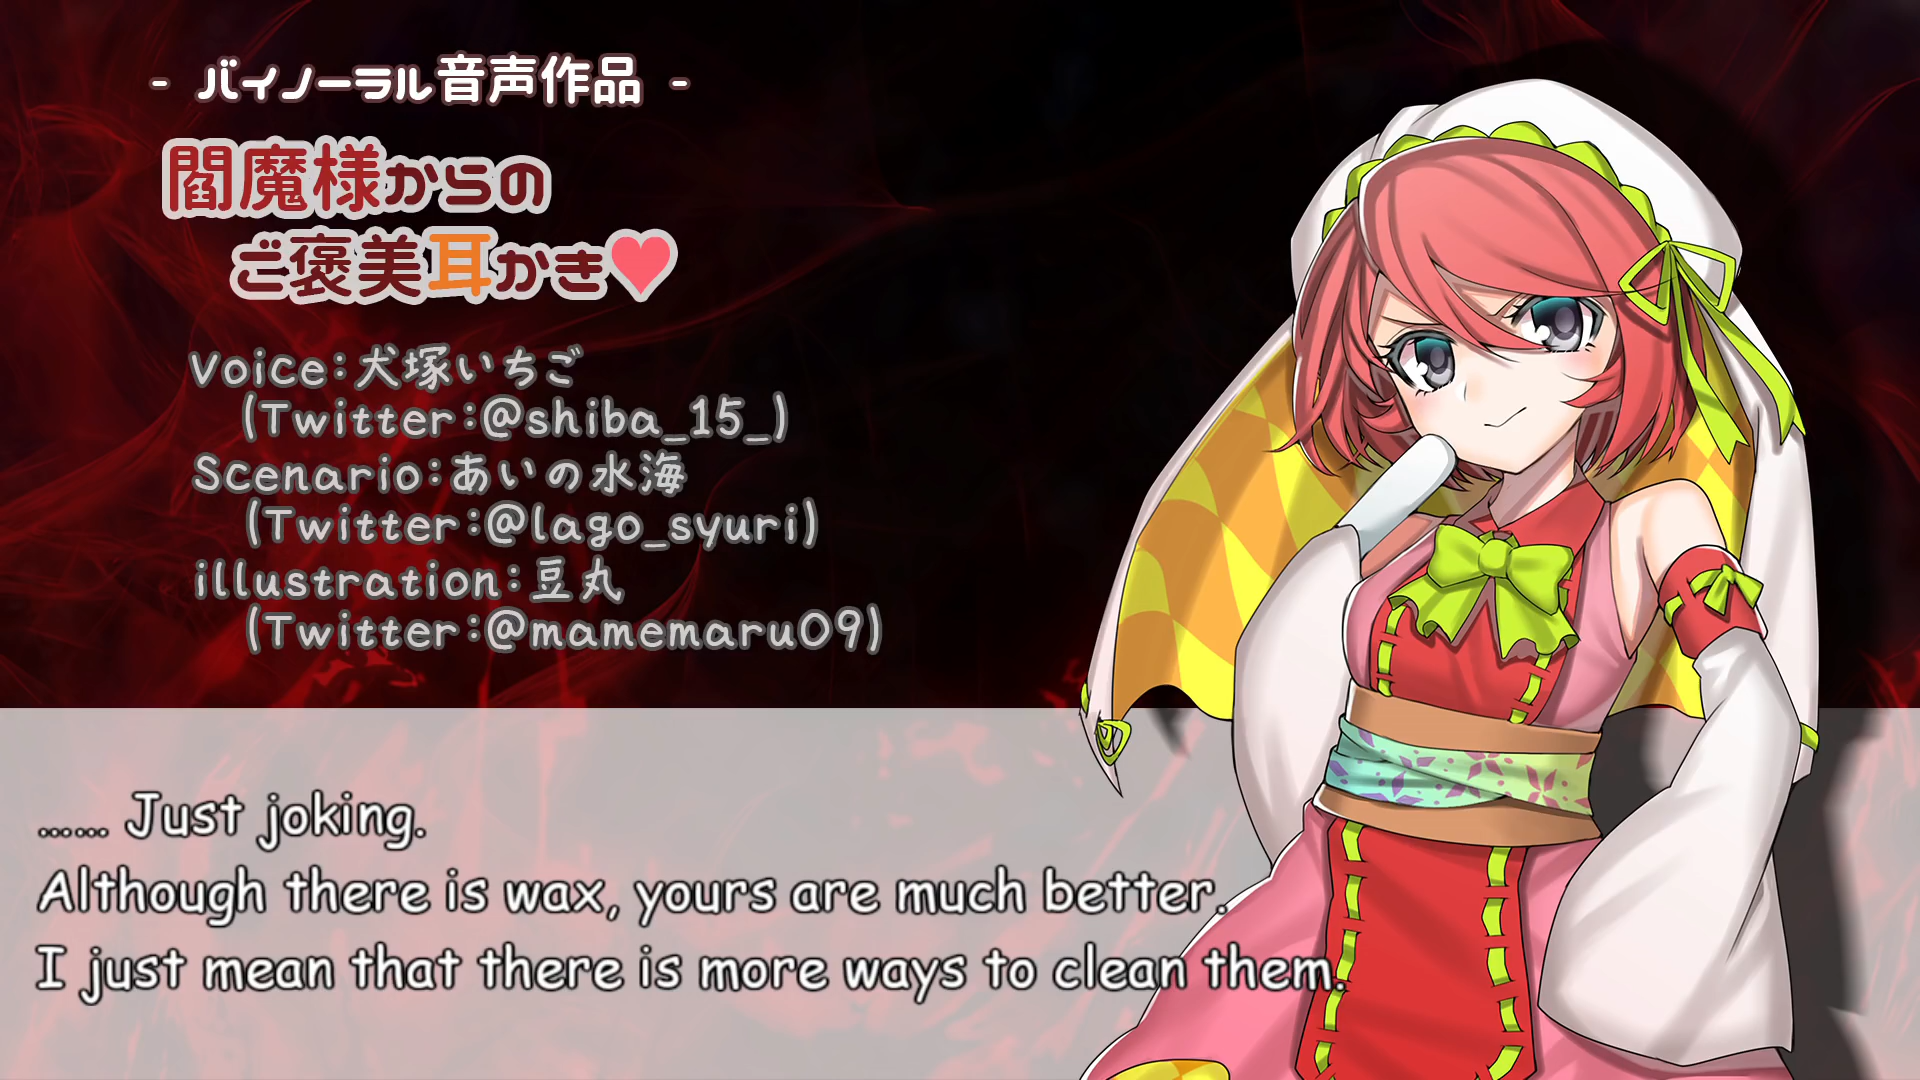 - バイノーラル音声作品 -
閻魔様からの
ご褒美耳かき♥
Voice:犬塚いちご
(Twitter:@shiba_15_)
Scenario:あいの水海
(Twitter:@lago_syuri)
illustration:豆丸
(Twitter:@mamemaru09)
…… Just joking.
Although there is wax, yours are much better.
I just mean that there is more ways to clean them.